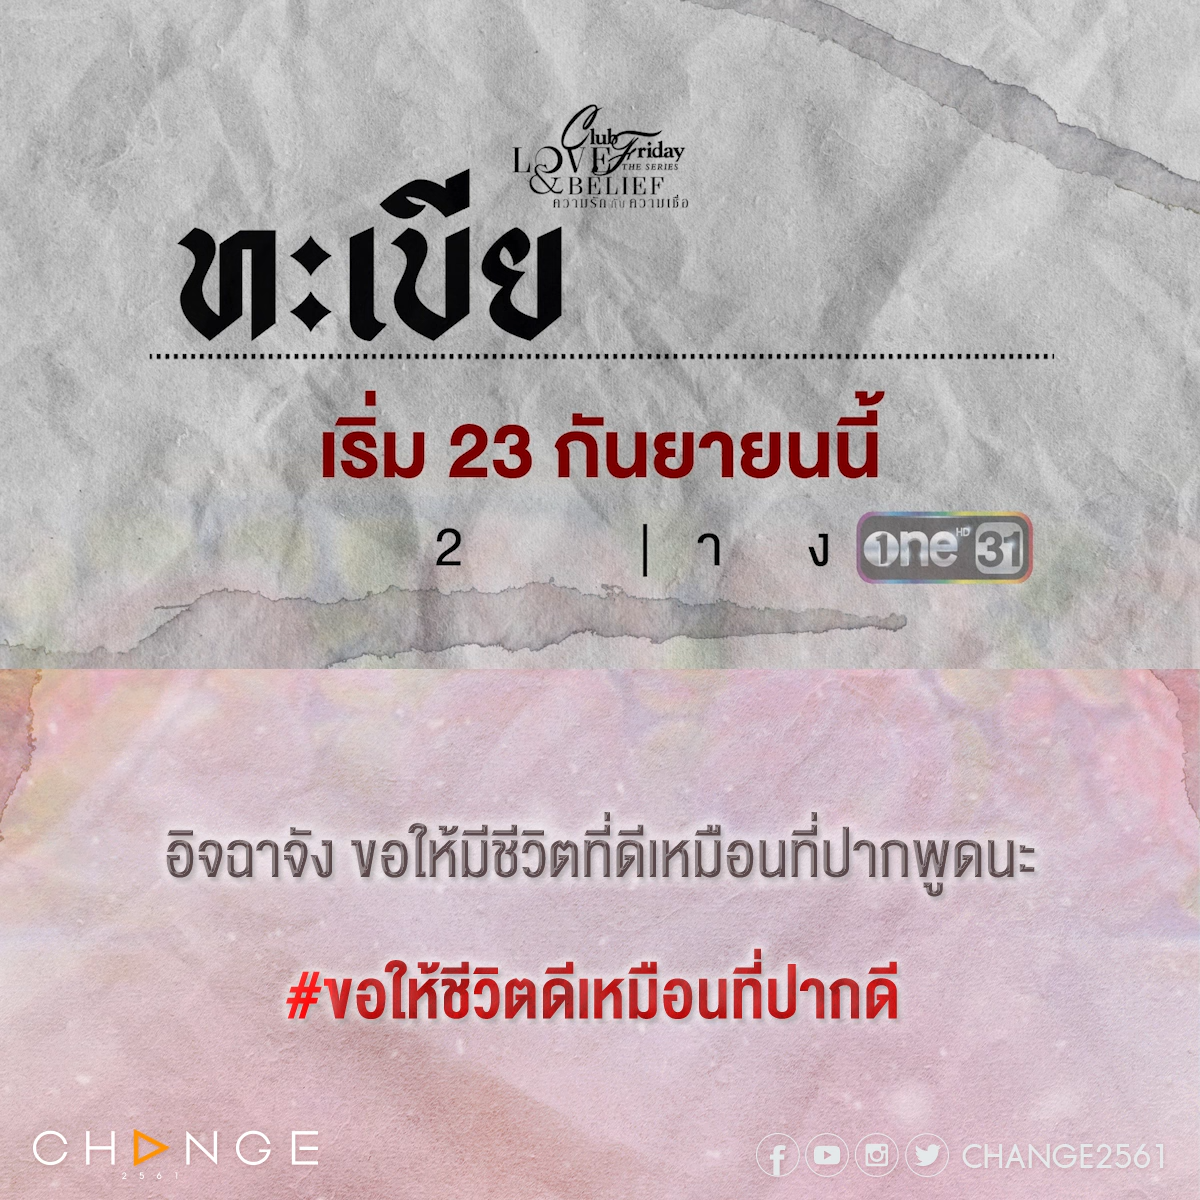 Club Friday
THE SERIES
LOVE
& BELIEF
ความรักกับความเชื่อ
ทะเบีย
เริ่ม 23 กันยายนนี้
2 | า ง one HD 31
อิจฉาจัง ขอให้มีชีวิตที่ดีเหมือนที่ปากพูดนะ
#ขอให้ชีวิตดีเหมือนที่ปากดี
CHANGE
2561
CHANGE2561